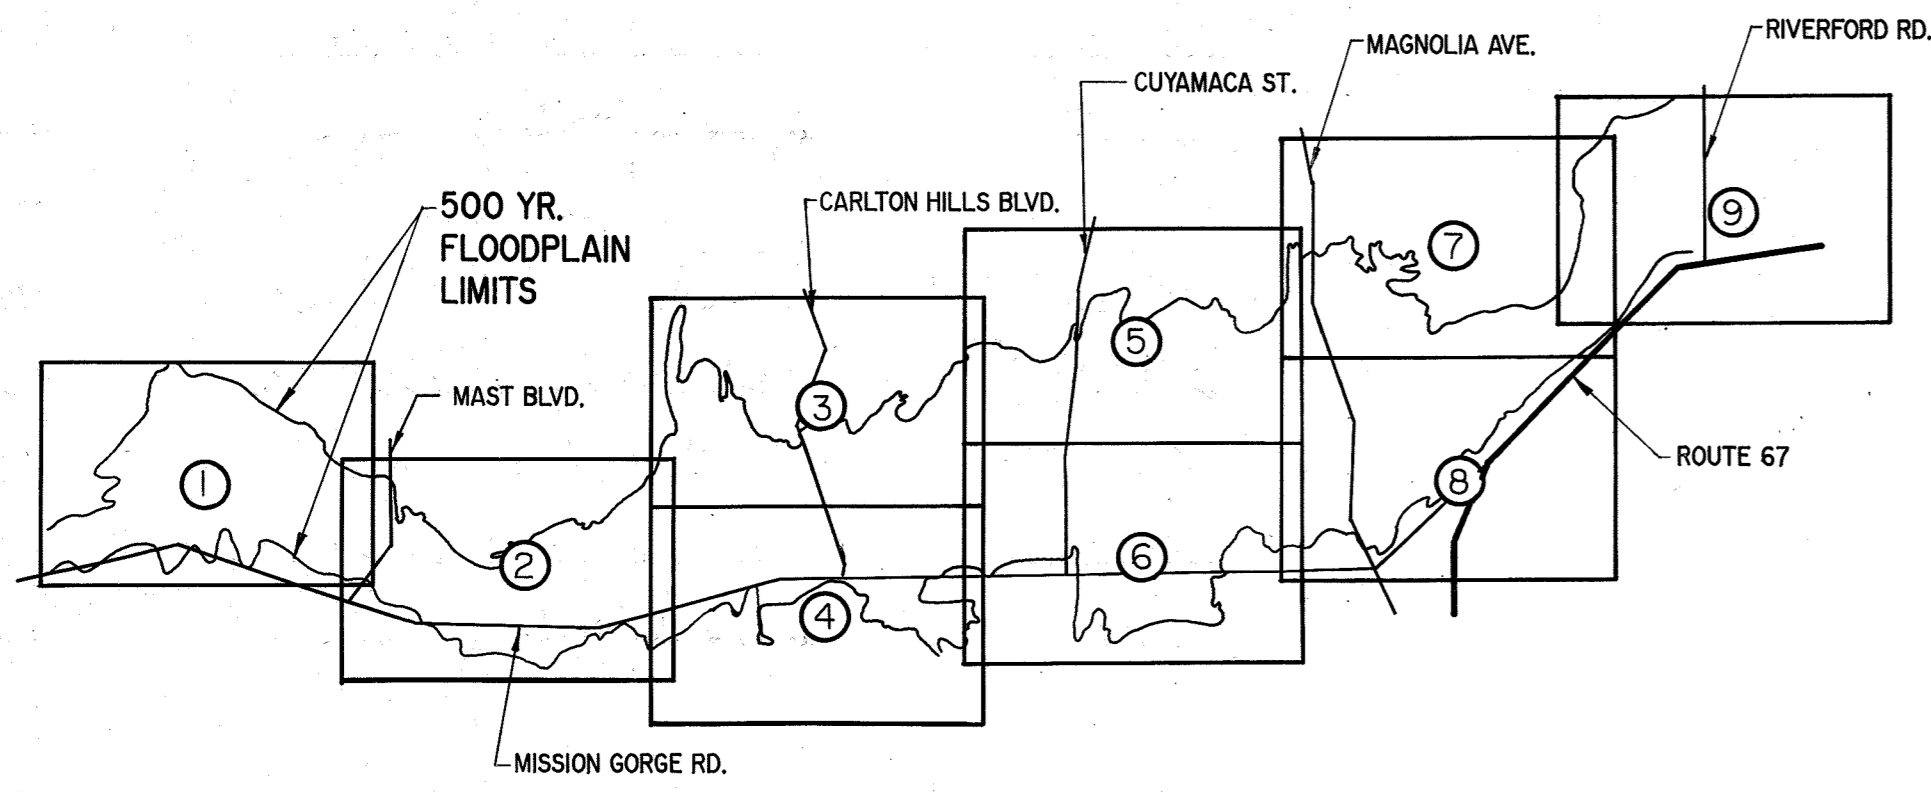 RIVERFORD RD.
MAGNOLIA AVE.
CUYAMACA ST.
CARLTON HILLS BLVD.
500 YR.
FLOODPLAIN
LIMITS
MAST BLVD.
ROUTE 67
MISSION GORGE RD.
1
2
3
4
5
6
7
8
9